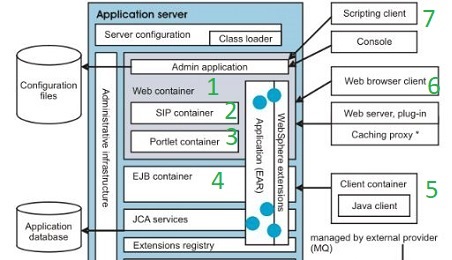 Application server
Server configuration
Class loader
Admin application
Web container
1
SIP container
2
Portlet container
3
EJB container
4
JCA services
Extensions registry
Administrative infrastructure
Application (EAR)
WebSphere extensions
Configuration
files
Application
database
Scripting client
7
Console
Web browser client
6
Web server, plug-in
Caching proxy *
Client container
5
Java client
managed by external provider
(MQ)